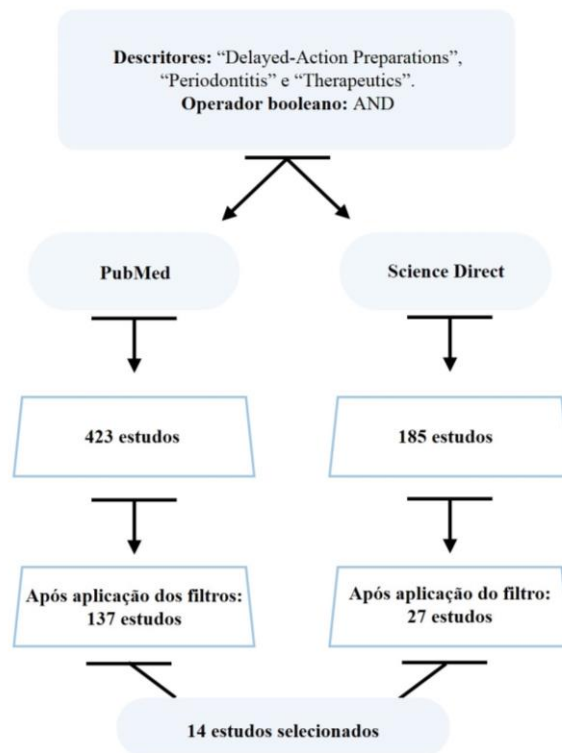 Descritores: “Delayed-Action Preparations”,
“Periodontitis” e “Therapeutics”.
Operador booleano: AND
PubMed
Science Direct
423 estudos
185 estudos
Após aplicação dos filtros:
137 estudos
Após aplicação do filtro:
27 estudos
14 estudos selecionados